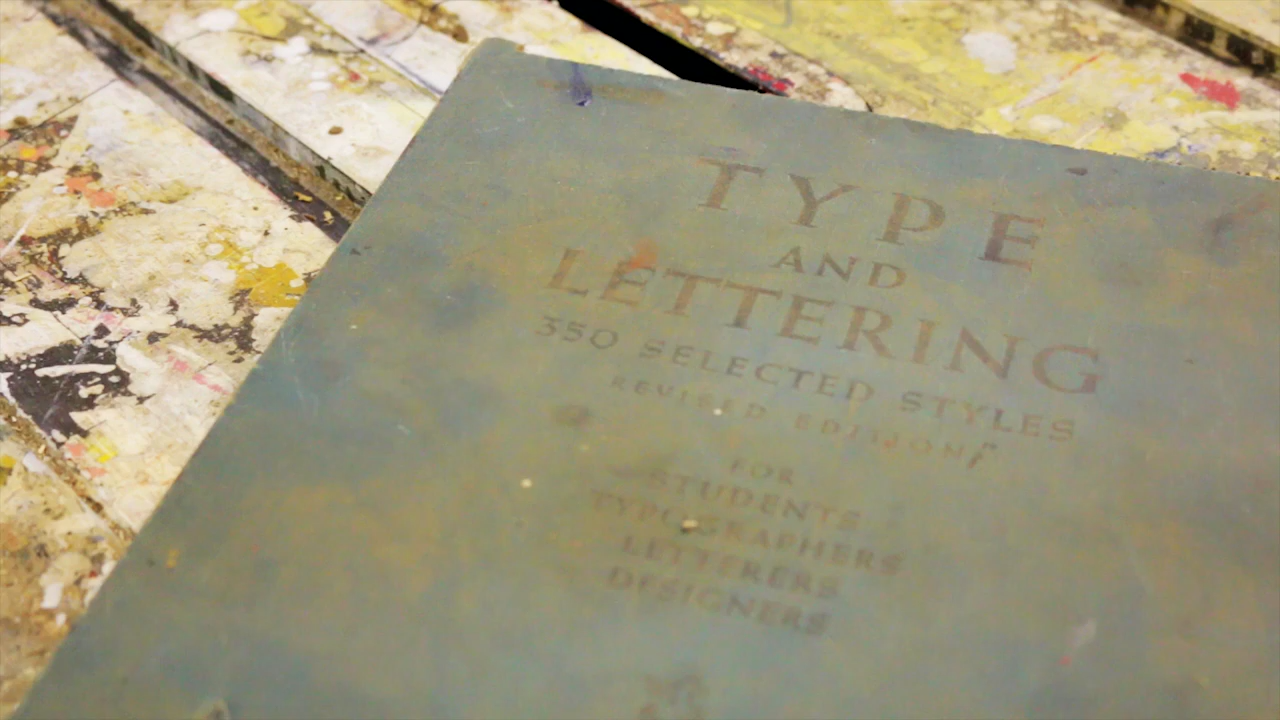 TYPE
AND
LETTERING
350 SELECTED STYLES
REVISED EDITION
FOR
STUDENTS
TYPOGRAPHERS
LETTERERS
DESIGNERS